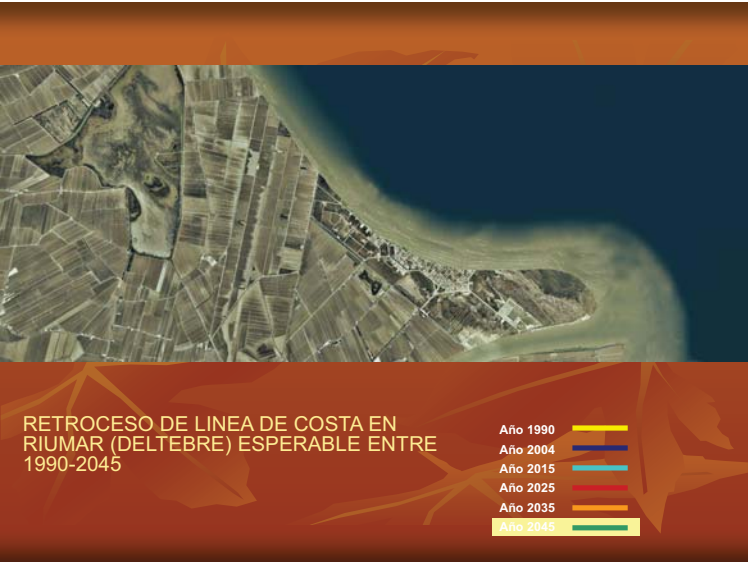 RETROCESO DE LINEA DE COSTA EN
RIUMAR (DELTEBRE) ESPERABLE ENTRE
1990-2045
Año 1990
Año 2004
Año 2015
Año 2025
Año 2035
Año 2045